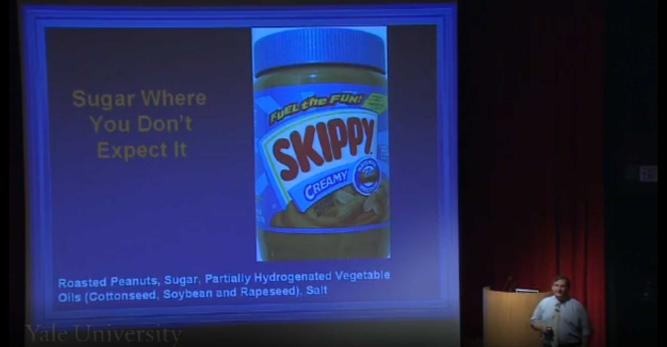 Sugar Where
You Don't
Expect It
FUEL the FUN!
SKIPPY
CREAMY
Roasted Peanuts, Sugar, Partially Hydrogenated Vegetable
Oils (Cottonseed, Soybean and Rapeseed), Salt
Yale University